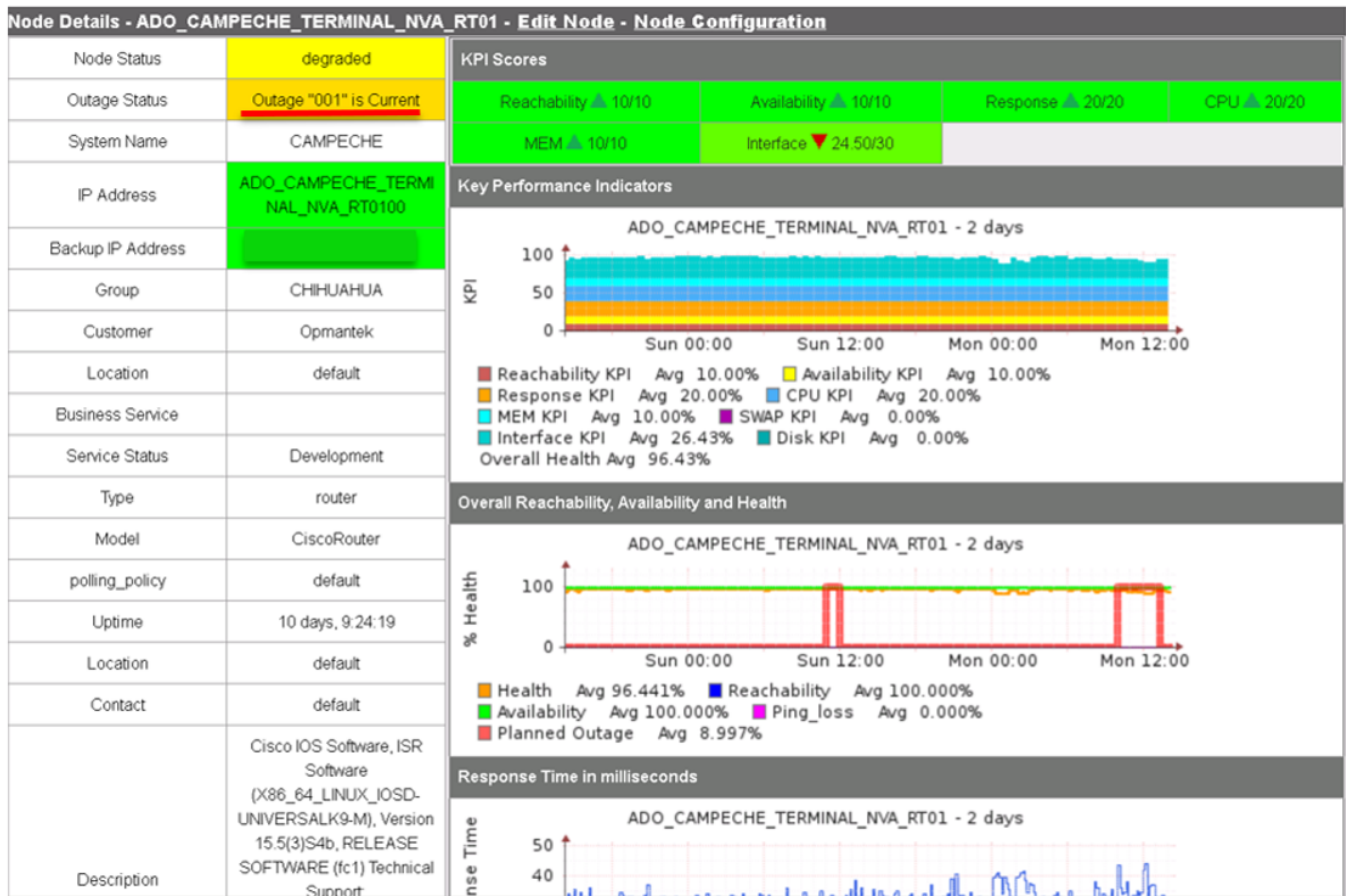 Node Details - ADO_CAMPECHE_TERMINAL_NVA_RT01 - Edit Node - Node Configuration
Node Status degraded
Outage Status Outage "001" is Current
System Name CAMPECHE
IP Address ADO_CAMPECHE_TERMI
NAL_NVA_RT0100
Backup IP Address
Group CHIHUAHUA
Customer Opmantek
Location default
Business Service
Service Status Development
Type router
Model CiscoRouter
polling_policy default
Uptime 10 days, 9:24:19
Location default
Contact default
Description
Cisco IOS Software, ISR
Software
(X86_64_LINUX_IOSD-
UNIVERSALK9-M), Version
15.5(3)S4b, RELEASE
SOFTWARE (fc1) Technical
Support:
KPI Scores
Reachability 10/10 Availability 10/10 Response 20/20 CPU 20/20
MEM 10/10 Interface 24.50/30
Key Performance Indicators
ADO_CAMPECHE_TERMINAL_NVA_RT01 - 2 days
KPI
100
50
0
Sun 00:00 Sun 12:00 Mon 00:00 Mon 12:00
Reachability KPI Avg 10.00% Availability KPI Avg 10.00%
Response KPI Avg 20.00% CPU KPI Avg 20.00%
MEM KPI Avg 10.00% SWAP KPI Avg 0.00%
Interface KPI Avg 26.43% Disk KPI Avg 0.00%
Overall Health Avg 96.43%
Overall Reachability, Availability and Health
ADO_CAMPECHE_TERMINAL_NVA_RT01 - 2 days
% Health
100
0
Sun 00:00 Sun 12:00 Mon 00:00 Mon 12:00
Health Avg 96.441% Reachability Avg 100.000%
Availability Avg 100.000% Ping_loss Avg 0.000%
Planned Outage Avg 8.997%
Response Time in milliseconds
ADO_CAMPECHE_TERMINAL_NVA_RT01 - 2 days
nse Time
50
40